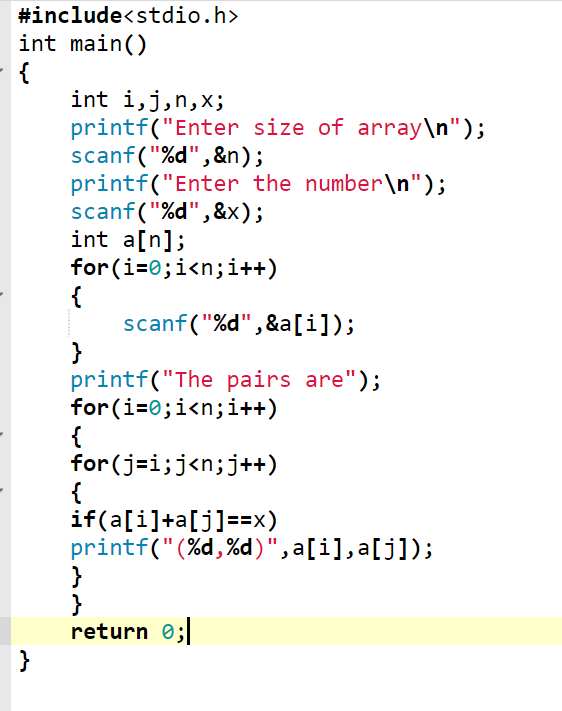 #include<stdio.h>
int main()
{
    int i,j,n,x;
    printf("Enter size of array\n");
    scanf("%d",&n);
    printf("Enter the number\n");
    scanf("%d",&x);
    int a[n];
    for(i=0;i<n;i++)
    {
        scanf("%d",&a[i]);
    }
    printf("The pairs are");
    for(i=0;i<n;i++)
    {
    for(j=i;j<n;j++)
    {
    if(a[i]+a[j]==x)
    printf("(%d,%d)",a[i],a[j]);
    }
    }
    return 0;
}